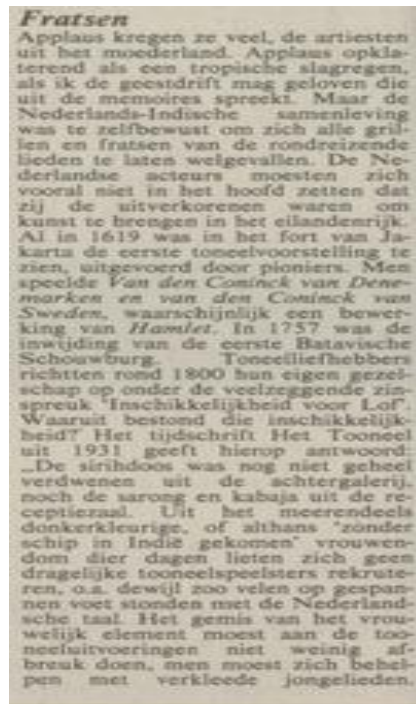 Fratsen
Applaus kregen ze veel, de artiesten
uit het moederland. Applaus opkla-
terend als een tropische slagregen,
als ik de geestdrift mag geloven die
uit de memoires spreekt. Maar de
Nederlands-Indische samenleving
was te zelfbewust om zich alle gril-
len en fratsen van de rondreizende
lieden te laten welgevallen. De Ne-
derlandse acteurs moesten zich
vooral niet in het hoofd zetten dat
zij de uitverkorenen waren om
kunst te brengen in het eilandenrijk.
Al in 1619 was in het fort van Ja-
karta de eerste toneelvoorstelling te
zien, uitgevoerd door pioniers. Men
speelde Van den Coninck van Dene-
marken en van den Coninck van
Sweden, waarschijnlijk een bewer-
king van Hamlet. In 1757 was de
inwijding van de eerste Batavische
Schouwburg. Toneelliefhebbers
richtten rond 1800 hun eigen gezel-
schap op onder de veelzeggende zin-
spreuk 'Inschikkelijkheid voor Lof'.
Waaruit bestond die inschikkelijk-
heid? Het tijdschrift Het Tooneel
uit 1931 geeft hierop antwoord:
„De sirihdoos was nog niet geheel
verdwenen uit de achtergalerij,
noch de sarong en kabaja uit de re-
ceptiezaal. Uit het meerendeels
donkerkleurige, of althans 'zonder
schip in Indië gekomen' vrouwen-
dom dier dagen lieten zich geen
dragelijke tooneelspeelsters rekrute-
ren, o.a. dewijl zoo velen op gespan-
nen voet stonden met de Nederland-
sche taal. Het gemis van het vrou-
welijk element moest aan de too-
neeluitvoeringen niet weinig af-
breuk doen, men moest zich behel-
pen met verkleede jongelieden.